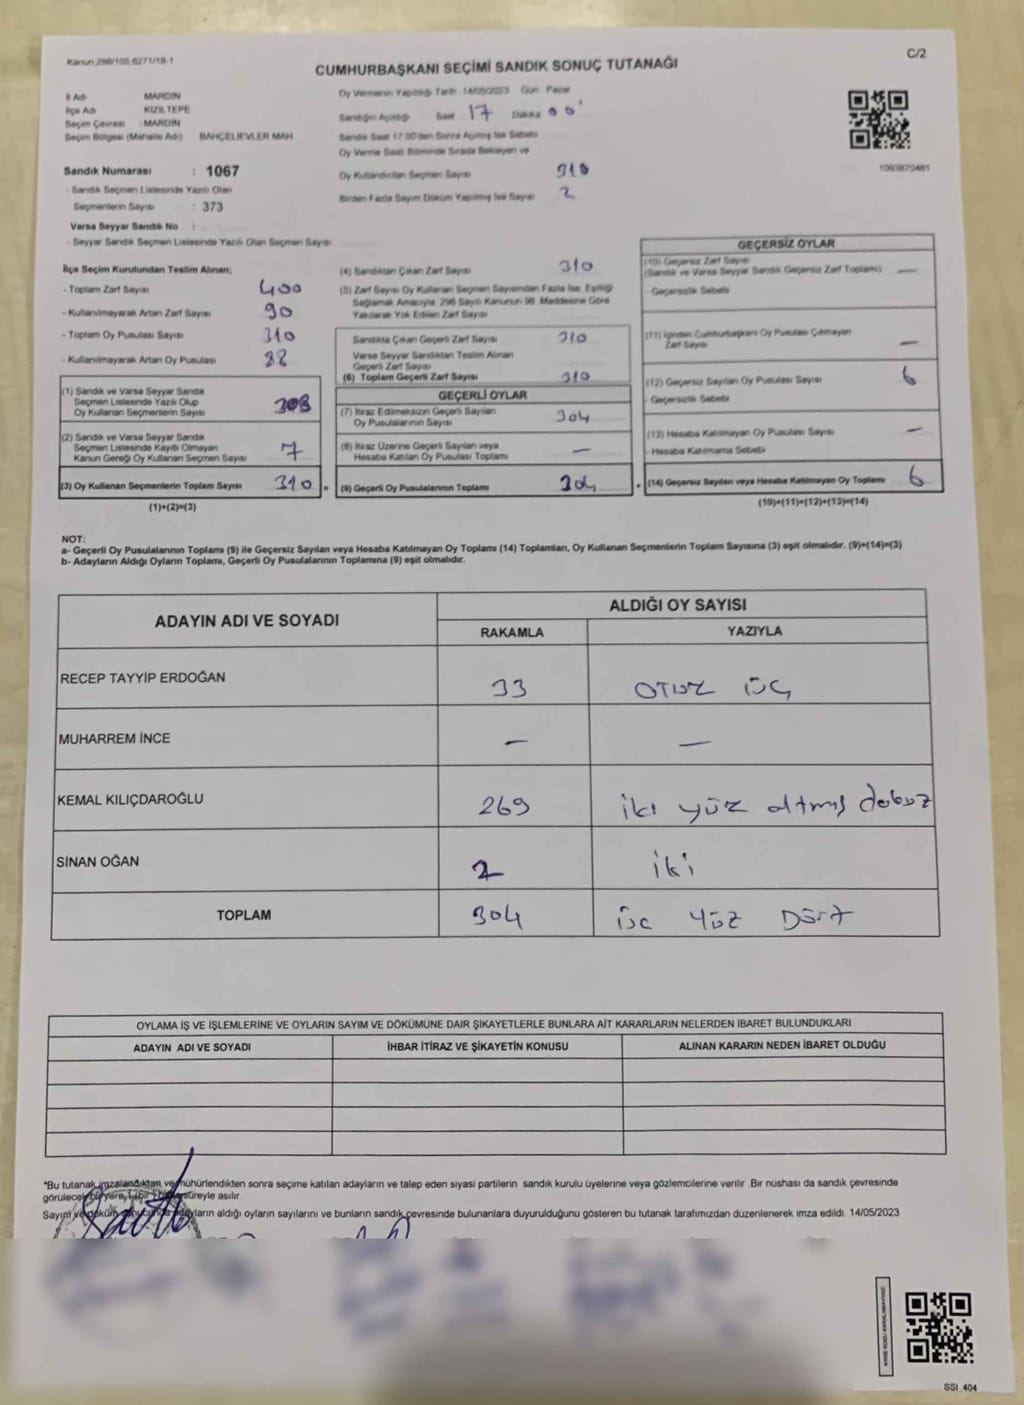 Kanun 298/105.6271/18-1
C/2
CUMHURBAŞKANI SEÇİMİ SANDIK SONUÇ TUTANAĞI
İl Adı MARDİN
İlçe Adı KIZILTEPE
Seçim Çevresi : MARDİN
Seçim Bölgesi (Mahalle Adı) BAHÇELİEVLER MAH
Sandık Numarası : 1067
- Sandık Seçmen Listesinde Yazılı Olan
Seçmenlerin Sayısı : 373
Varsa Seyyar Sandık No :
- Seyyar Sandık Seçmen Listesinde Yazılı Olan Seçmen Sayısı
Oy Vermenin Yapıldığı Tarih 14/05/2023 Gün Pazar
Sandığın Açıldığı Saat 17 Dakika 00
Sandık Saat 17:00'den Sonra Açılmış İse Sebebi
Oy Verme Saati Bitiminde Sırada Bekleyen ve
Oy Kullandırılan Seçmen Sayısı 310
Birden Fazla Sayım Döküm Yapılmış İse Sayısı 2
1093870481
İlçe Seçim Kurulundan Teslim Alınan;
- Toplam Zarf Sayısı 400
- Kullanılmayarak Artan Zarf Sayısı 90
- Toplam Oy Pusulası Sayısı 310
- Kullanılmayarak Artan Oy Pusulası 88
(1) Sandık ve Varsa Seyyar Sandık
Seçmen Listesinde Yazılı Olup
Oy Kullanan Seçmenlerin Sayısı 303
(2) Sandık ve Varsa Seyyar Sandık
Seçmen Listesinde Kayıtlı Olmayan
Kanun Gereği Oy Kullanan Seçmen Sayısı 7
(3) Oy Kullanan Seçmenlerin Toplam Sayısı 310 =
(1)+(2)=(3)
(4) Sandıktan Çıkan Zarf Sayısı 310
(5) Zarf Sayısı Oy Kullanan Seçmen Sayısından Fazla İse, Eşitliği
Sağlamak Amacıyla, 298 Sayılı Kanunun 98. Maddesine Göre
Yakılarak Yok Edilen Zarf Sayısı
Sandıkta Çıkan Geçerli Zarf Sayısı 310
Varsa Seyyar Sandıktan Teslim Alınan
Geçerli Zarf Sayısı
(6) Toplam Geçerli Zarf Sayısı 310
GEÇERLİ OYLAR
(7) İtiraz Edilmeksizin Geçerli Sayılan
Oy Pusulalarının Sayısı 304
(8) İtiraz Üzerine Geçerli Sayılan veya
Hesaba Katılan Oy Pusulası Toplamı —
(9) Geçerli Oy Pusulalarının Toplamı 304 +
GEÇERSİZ OYLAR
(10) Geçersiz Zarf Sayısı
(Sandık ve Varsa Seyyar Sandık Geçersiz Zarf Toplamı) —
- Geçersizlik Sebebi
(11) İçinden Cumhurbaşkanı Oy Pusulası Çıkmayan
Zarf Sayısı —
(12) Geçersiz Sayılan Oy Pusulası Sayısı 6
- Geçersizlik Sebebi
(13) Hesaba Katılmayan Oy Pusulası Sayısı —
- Hesaba Katılmama Sebebi
(14) Geçersiz Sayılan veya Hesaba Katılmayan Oy Toplamı 6
(10)+(11)+(12)+(13)=(14)
NOT:
a- Geçerli Oy Pusulalarının Toplamı (9) ile Geçersiz Sayılan veya Hesaba Katılmayan Oy Toplamı (14) Toplamları, Oy Kullanan Seçmenlerin Toplam Sayısına (3) eşit olmalıdır. (9)+(14)=(3)
b- Adayların Aldığı Oyların Toplamı, Geçerli Oy Pusulalarının Toplamına (9) eşit olmalıdır.
ADAYIN ADI VE SOYADI ALDIĞI OY SAYISI
RAKAMLA YAZIYLA
RECEP TAYYİP ERDOĞAN 33 OTUZ ÜÇ
MUHARREM İNCE — —
KEMAL KILIÇDAROĞLU 269 iki yüz altmış dokuz
SİNAN OĞAN 2 iki
TOPLAM 304 üc yüz Dört
OYLAMA İŞ VE İŞLEMLERİNE VE OYLARIN SAYIM VE DÖKÜMÜNE DAİR ŞİKAYETLERLE BUNLARA AİT KARARLARIN NELERDEN İBARET BULUNDUKLARI
ADAYIN ADI VE SOYADI İHBAR İTİRAZ VE ŞİKAYETİN KONUSU ALINAN KARARIN NEDEN İBARET OLDUĞU
*Bu tutanak imzalandıktan ve mühürlendikten sonra seçime katılan adayların ve talep eden siyasi partilerin sandık kurulu üyelerine veya gözlemcilerine verilir. Bir nüshası da sandık çevresinde
görülecek bir yere, süreyle asılır.
Sayım ve adayların aldığı oyların sayılarını ve bunların sandık çevresinde bulunanlara duyurulduğunu gösteren bu tutanak tarafımızdan düzenlenerek imza edildi. 14/05/2023
SSI_404